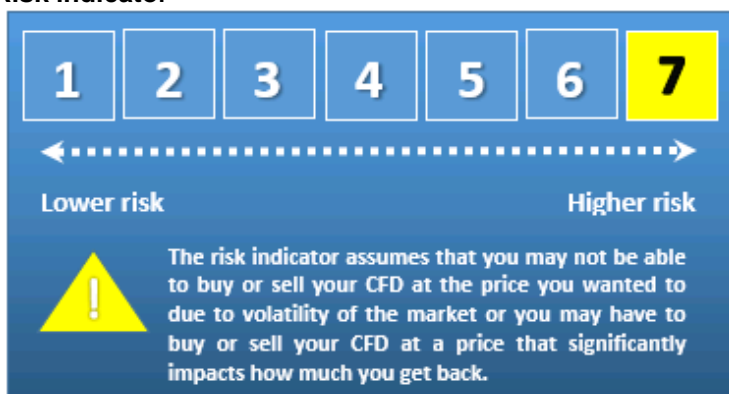 Risk Indicator
1 2 3 4 5 6 7
Lower risk Higher risk
! The risk indicator assumes that you may not be able
to buy or sell your CFD at the price you wanted to
due to volatility of the market or you may have to
buy or sell your CFD at a price that significantly
impacts how much you get back.